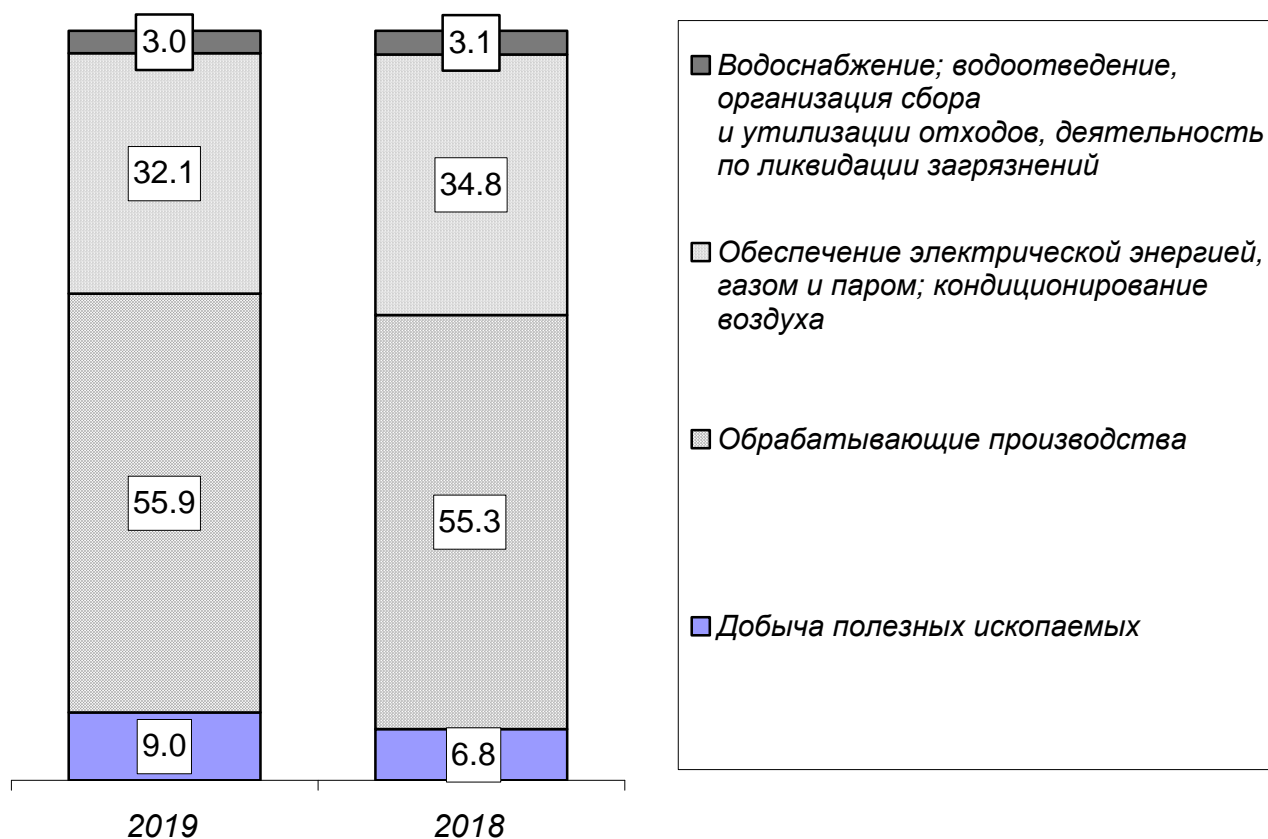 3.0
3.1
32.1
34.8
55.9
55.3
9.0
6.8
2019
2018
Водоснабжение; водоотведение,
организация сбора
и утилизации отходов, деятельность
по ликвидации загрязнений
Обеспечение электрической энергией,
газом и паром; кондиционирование
воздуха
Обрабатывающие производства
Добыча полезных ископаемых